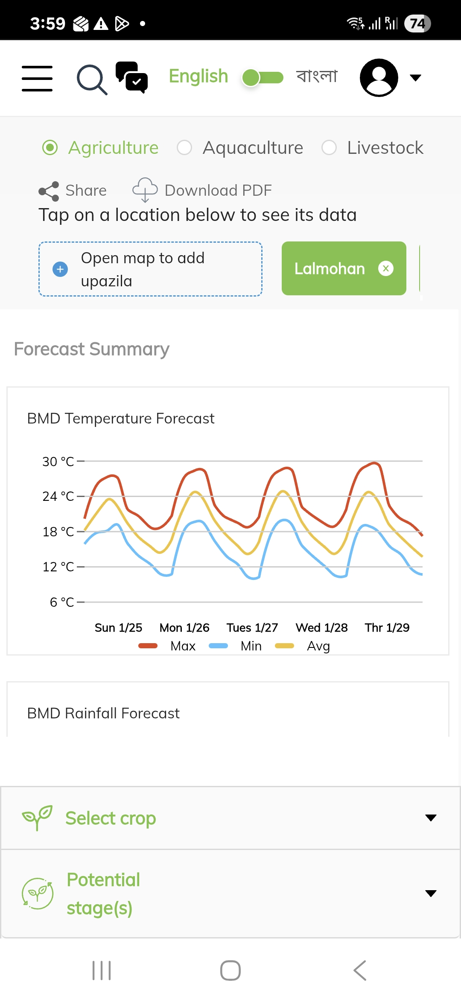 3:59
5 R 74
English বাংলা
Agriculture Aquaculture Livestock
Share Download PDF
Tap on a location below to see its data
Open map to add
upazila
Lalmohan
Forecast Summary
BMD Temperature Forecast
30 °C
24 °C
18 °C
12 °C
6 °C
Sun 1/25 Mon 1/26 Tues 1/27 Wed 1/28 Thr 1/29
Max Min Avg
BMD Rainfall Forecast
Select crop
Potential
stage(s)